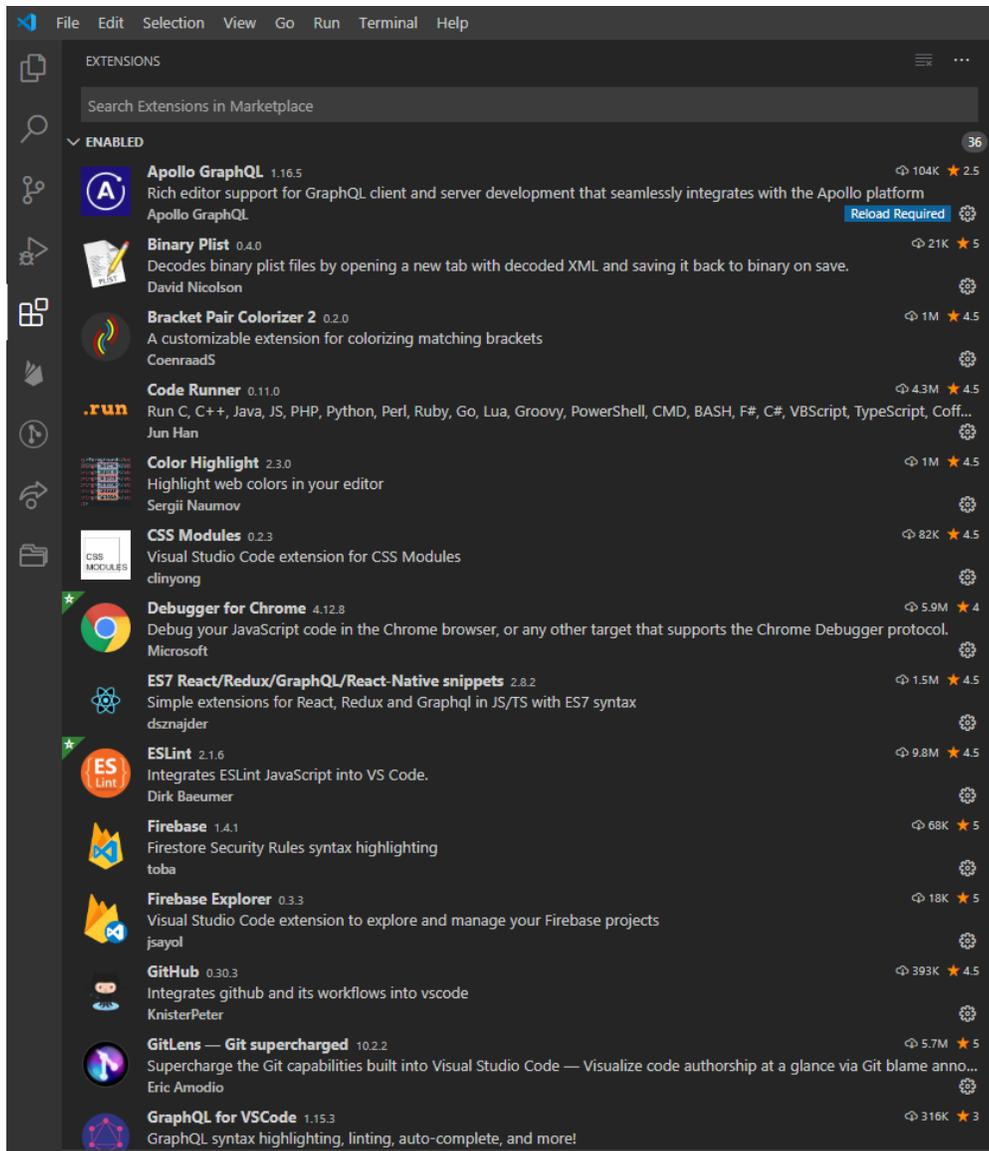 File Edit Selection View Go Run Terminal Help
EXTENSIONS
Search Extensions in Marketplace
ENABLED 36
Apollo GraphQL 1.16.5 104K 2.5
Rich editor support for GraphQL client and server development that seamlessly integrates with the Apollo platform
Apollo GraphQL Reload Required
Binary Plist 0.4.0 21K 5
Decodes binary plist files by opening a new tab with decoded XML and saving it back to binary on save.
PLIST
David Nicolson
Bracket Pair Colorizer 2 0.2.0 1M 4.5
A customizable extension for colorizing matching brackets
CoenraadS
Code Runner 0.11.0 4.3M 4.5
.run Run C, C++, Java, JS, PHP, Python, Perl, Ruby, Go, Lua, Groovy, PowerShell, CMD, BASH, F#, C#, VBScript, TypeScript, Coff...
Jun Han
Color Highlight 2.3.0 1M 4.5
Highlight web colors in your editor
Sergii Naumov
CSS Modules 0.2.3 82K 4.5
CSS Visual Studio Code extension for CSS Modules
MODULES
clinyong
Debugger for Chrome 4.12.8 5.9M 4
Debug your JavaScript code in the Chrome browser, or any other target that supports the Chrome Debugger protocol.
Microsoft
ES7 React/Redux/GraphQL/React-Native snippets 2.8.2 1.5M 4.5
Simple extensions for React, Redux and Graphql in JS/TS with ES7 syntax
dsznajder
ESLint 2.1.6 9.8M 4.5
ES
Lint
Integrates ESLint JavaScript into VS Code.
Dirk Baeumer
Firebase 1.4.1 68K 5
Firestore Security Rules syntax highlighting
toba
Firebase Explorer 0.3.3 18K 5
Visual Studio Code extension to explore and manage your Firebase projects
jsayol
GitHub 0.30.3 393K 4.5
Integrates github and its workflows into vscode
KnisterPeter
GitLens — Git supercharged 10.2.2 5.7M 5
Supercharge the Git capabilities built into Visual Studio Code — Visualize code authorship at a glance via Git blame anno...
Eric Amodio
GraphQL for VSCode 1.15.3 316K 3
GraphQL syntax highlighting, linting, auto-complete, and more!